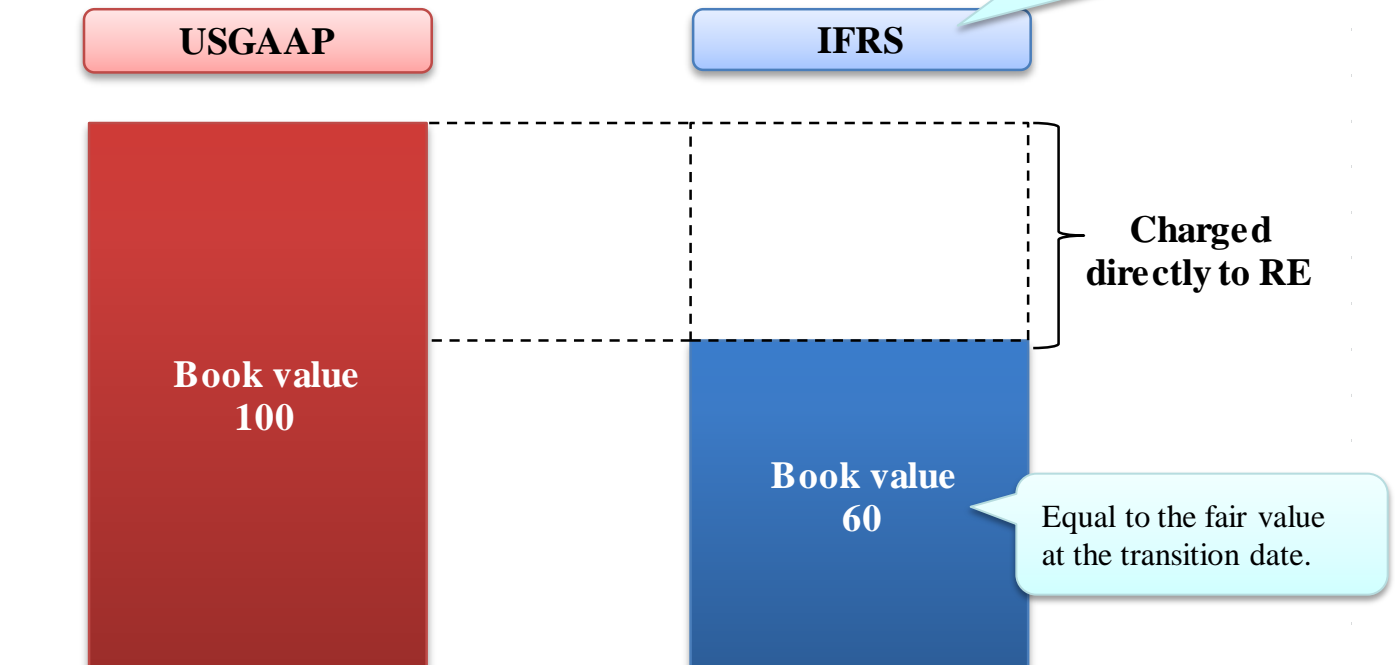 USGAAP
IFRS
Charged
directly to RE
Book value
100
Book value
60
Equal to the fair value
at the transition date.